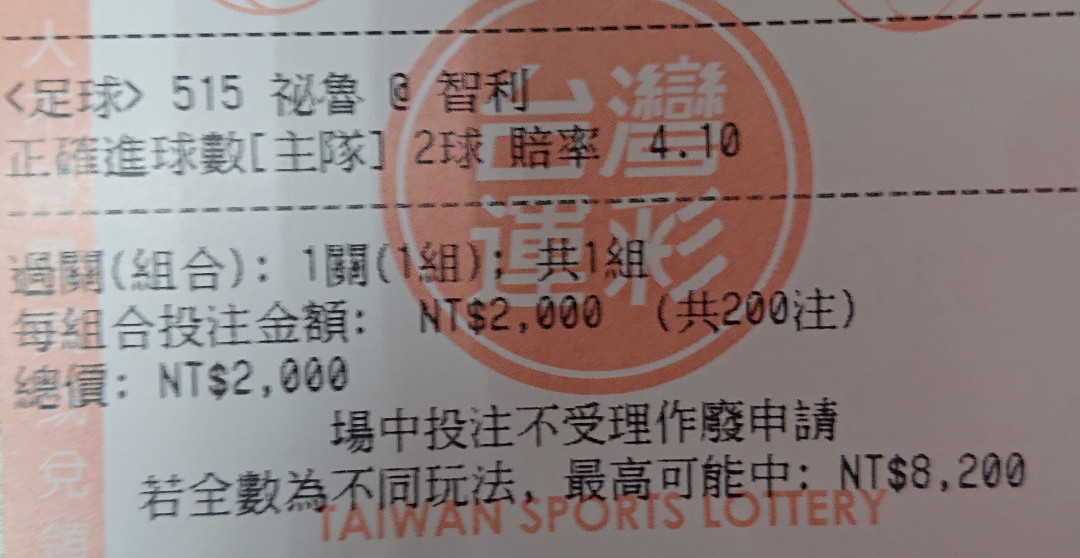 <足球> 515 祕魯 @ 智利
正確進球數[主隊] 2球 賠率 4.10
台灣
運彩
過關(組合): 1關(1組); 共1組
每組合投注金額: NT$2,000 (共200注)
總價: NT$2,000
場中投注不受理作廢申請
若全數為不同玩法, 最高可能中: NT$8,200
TAIWAN SPORTS LOTTERY